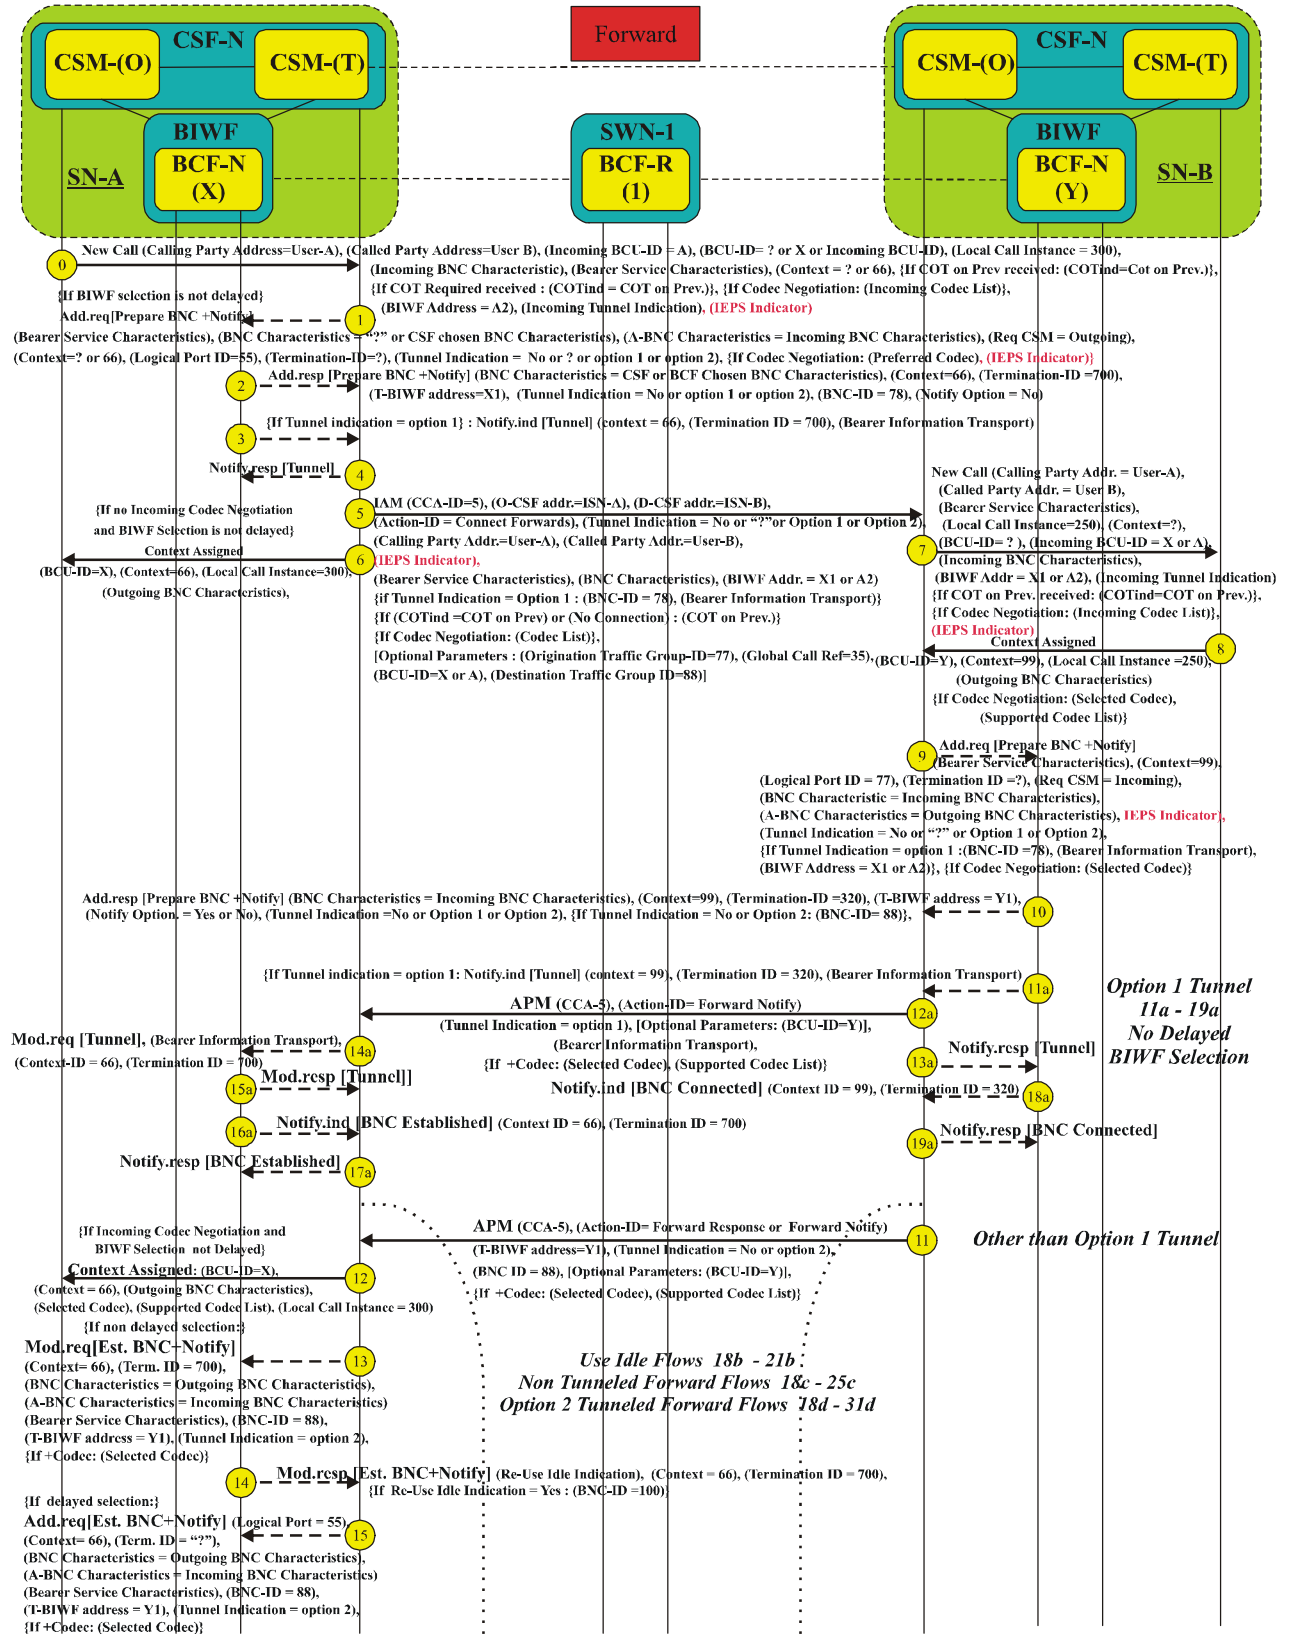 Forward
CSF-N
CSM-(O)
CSM-(T)
BIWF
BCF-N
(X)
SN-A
SWN-1
BCF-R
(1)
CSF-N
CSM-(O)
CSM-(T)
BIWF
BCF-N
(Y)
SN-B
0
New Call (Calling Party Address=User-A), (Called Party Address=User B), (Incoming BCU-ID = A), (BCU-ID= ? or X or Incoming BCU-ID), (Local Call Instance = 300),
(Incoming BNC Characteristic), (Bearer Service Characteristics), (Context = ? or 66), {If COT on Prev received: (COTind=Cot on Prev.)},
{If COT Required received : (COTind = COT on Prev.)}, {If Codec Negotiation: (Incoming Codec List)},
(BIWF Address = A2), (Incoming Tunnel Indication), (IEPS Indicator)
{If BIWF selection is not delayed}
Add.req[Prepare BNC +Notify]
1
(Bearer Service Characteristics), (BNC Characteristics = “?” or CSF chosen BNC Characteristics), (A-BNC Characteristics = Incoming BNC Characteristics), (Req CSM = Outgoing),
(Context=? or 66), (Logical Port ID=55), (Termination-ID=?), (Tunnel Indication = No or ? or option 1 or option 2), {If Codec Negotiation: (Preferred Codec), (IEPS Indicator)}
2
Add.resp [Prepare BNC +Notify] (BNC Characteristics = CSF or BCF Chosen BNC Characteristics), (Context=66), (Termination-ID =700),
(T-BIWF address=X1), (Tunnel Indication = No or option 1 or option 2), (BNC-ID = 78), (Notify Option = No)
3
{If Tunnel indication = option 1} : Notify.ind [Tunnel] (context = 66), (Termination ID = 700), (Bearer Information Transport)
Notify.resp [Tunnel]
4
{If no Incoming Codec Negotiation
and BIWF Selection is not delayed}
5
IAM (CCA-ID=5), (O-CSF addr.=ISN-A), (D-CSF addr.=ISN-B),
(Action-ID = Connect Forwards), (Tunnel Indication = No or “?”or Option 1 or Option 2),
(Calling Party Addr.=User-A), (Called Party Addr.=User-B),
(IEPS Indicator),
(Bearer Service Characteristics), (BNC Characteristics), (BIWF Addr. = X1 or A2)
{if Tunnel Indication = Option 1 : (BNC-ID = 78), (Bearer Information Transport)}
{If (COTind =COT on Prev) or (No Connection) : (COT on Prev.)}
{If Codec Negotiation: (Codec List)},
[Optional Parameters : (Origination Traffic Group-ID=77), (Global Call Ref=35),
(BCU-ID=X or A), (Destination Traffic Group ID=88)]
Context Assigned
6
(BCU-ID=X), (Context=66), (Local Call Instance=300),
(Outgoing BNC Characteristics),
New Call (Calling Party Addr. = User-A),
(Called Party Addr. = User B),
(Bearer Service Characteristics),
(Local Call Instance=250), (Context=?),
7
(BCU-ID= ? ), (Incoming BCU-ID = X or A),
(Incoming BNC Characteristics),
(BIWF Addr = X1 or A2), (Incoming Tunnel Indication)
{If COT on Prev. received: (COTind=COT on Prev.)},
{If Codec Negotiation: (Incoming Codec List)},
(IEPS Indicator)
Context Assigned
8
(BCU-ID=Y), (Context=99), (Local Call Instance =250),
(Outgoing BNC Characteristics)
{If Codec Negotiation: (Selected Codec),
(Supported Codec List)}
9
Add.req [Prepare BNC +Notify]
(Bearer Service Characteristics), (Context=99),
(Logical Port ID = 77), (Termination ID =?), (Req CSM = Incoming),
(BNC Characteristic = Incoming BNC Characteristics),
(A-BNC Characteristics = Outgoing BNC Characteristics), IEPS Indicator),
(Tunnel Indication = No or “?” or Option 1 or Option 2),
{If Tunnel Indication = option 1 :(BNC-ID =78), (Bearer Information Transport),
(BIWF Address = X1 or A2)}, {If Codec Negotiation: (Selected Codec)}
Add.resp [Prepare BNC +Notify] (BNC Characteristics = Incoming BNC Characteristics), (Context=99), (Termination-ID =320), (T-BIWF address = Y1),
(Notify Option. = Yes or No), (Tunnel Indication =No or Option 1 or Option 2), {If Tunnel Indication = No or Option 2: (BNC-ID= 88)},
10
{If Tunnel indication = option 1: Notify.ind [Tunnel] (context = 99), (Termination ID = 320), (Bearer Information Transport)
11a
Option 1 Tunnel
11a - 19a
No Delayed
BIWF Selection
APM (CCA-5), (Action-ID= Forward Notify)
12a
(Tunnel Indication = option 1), [Optional Parameters: (BCU-ID=Y)],
(Bearer Information Transport),
{If +Codec: (Selected Codec), (Supported Codec List)}
Mod.req [Tunnel], (Bearer Information Transport),
14a
(Context-ID = 66), (Termination ID = 700)
13a
Notify.resp [Tunnel]
15a
Mod.resp [Tunnel]]
Notify.ind [BNC Connected] (Context ID = 99), (Termination ID = 320)
18a
16a
Notify.ind [BNC Established] (Context ID = 66), (Termination ID = 700)
19a
Notify.resp [BNC Connected]
Notify.resp [BNC Established]
17a
{If Incoming Codec Negotiation and
BIWF Selection not Delayed}
APM (CCA-5), (Action-ID= Forward Response or Forward Notify)
11
Other than Option 1 Tunnel
(T-BIWF address=Y1), (Tunnel Indication = No or option 2),
(BNC ID = 88), [Optional Parameters: (BCU-ID=Y)],
{If +Codec: (Selected Codec), (Supported Codec List)}
Context Assigned: (BCU-ID=X),
12
(Context = 66), (Outgoing BNC Characteristics),
(Selected Codec), (Supported Codec List), (Local Call Instance = 300)
{If non delayed selection:}
Mod.req[Est. BNC+Notify]
13
(Context= 66), (Term. ID = 700),
(BNC Characteristics = Outgoing BNC Characteristics),
(A-BNC Characteristics = Incoming BNC Characteristics)
(Bearer Service Characteristics), (BNC-ID = 88),
(T-BIWF address = Y1), (Tunnel Indication = option 2),
{If +Codec: (Selected Codec)}
Use Idle Flows 18b - 21b
Non Tunneled Forward Flows 18c - 25c
Option 2 Tunneled Forward Flows 18d - 31d
14
Mod.resp [Est. BNC+Notify] (Re-Use Idle Indication), (Context = 66), (Termination ID = 700),
{If Re-Use Idle Indication = Yes : (BNC-ID =100)}
{If delayed selection:}
Add.req[Est. BNC+Notify] (Logical Port = 55),
15
(Context= 66), (Term. ID = “?”),
(BNC Characteristics = Outgoing BNC Characteristics),
(A-BNC Characteristics = Incoming BNC Characteristics)
(Bearer Service Characteristics), (BNC-ID = 88),
(T-BIWF address = Y1), (Tunnel Indication = option 2),
{If +Codec: (Selected Codec)}